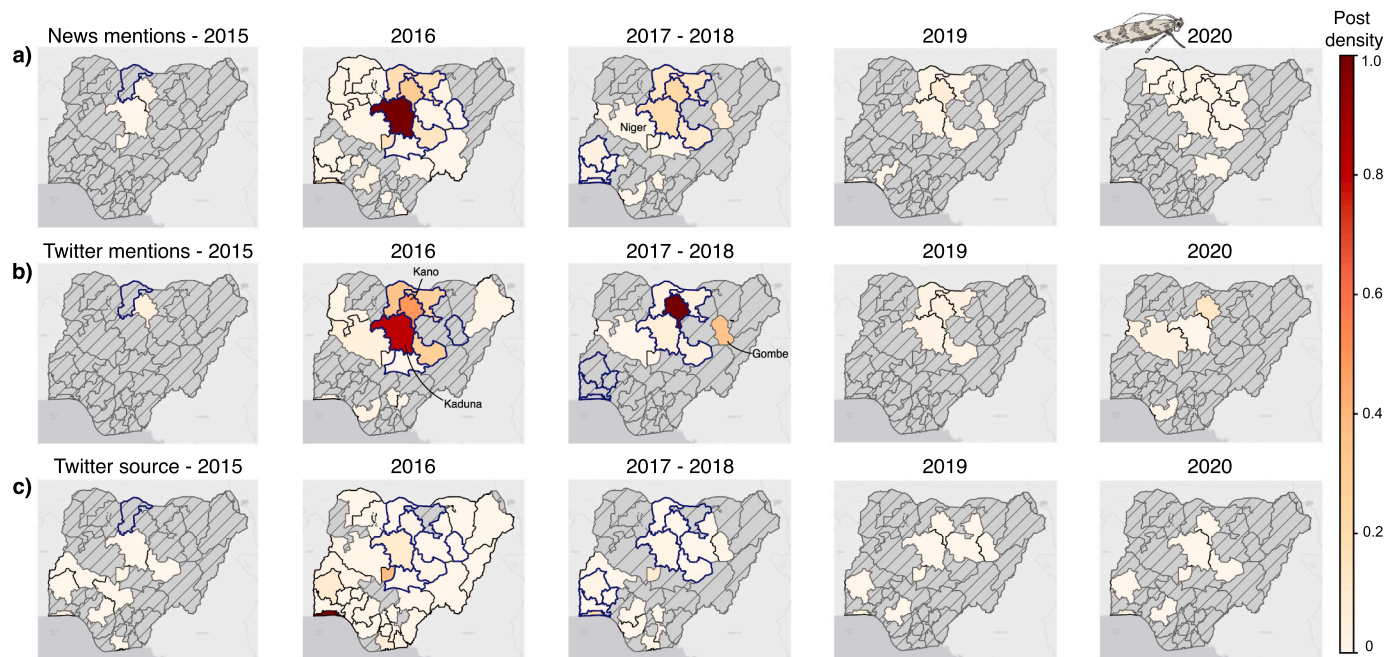 News mentions - 2015
2016
2017 - 2018
2019
2020
Post
density
a)
1.0
Niger
0.8
Twitter mentions - 2015
2016
2017 - 2018
2019
2020
b)
Kano
0.6
Gombe
Kaduna
0.4
Twitter source - 2015
2016
2017 - 2018
2019
2020
c)
0.2
0